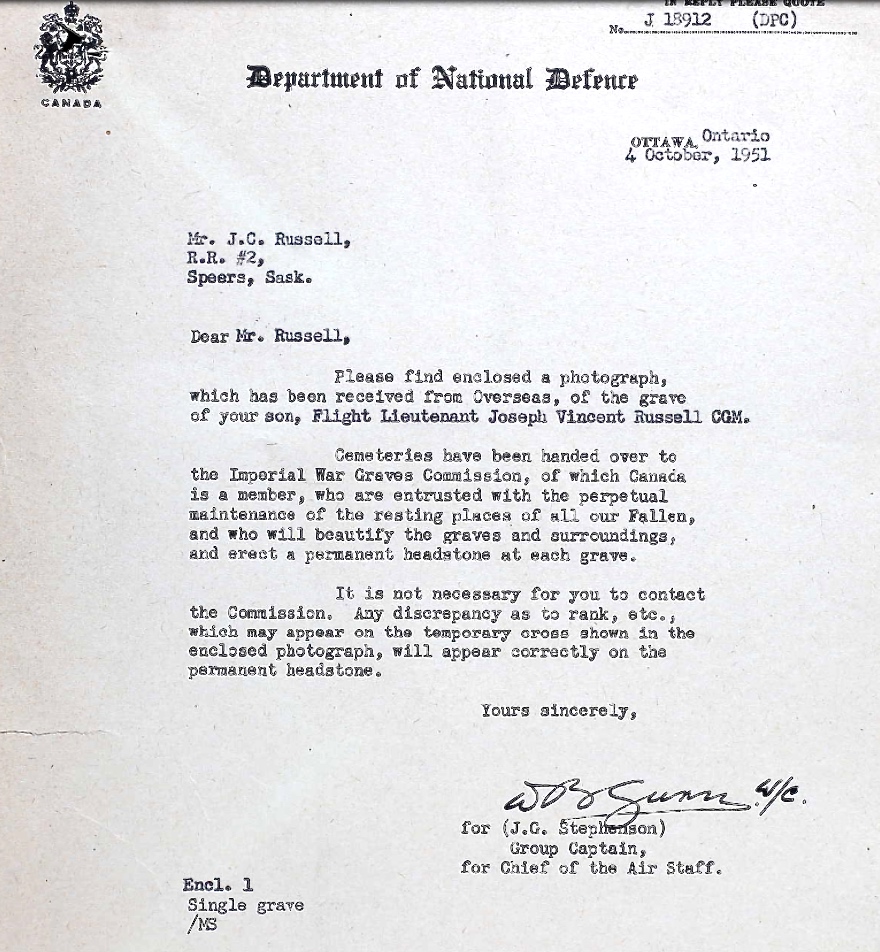 IN REPLY PLEASE QUOTE
No. J 18912 (DPC)
CANADA
Department of National Defence
OTTAWA, Ontario
4 October, 1951
Mr. J.C. Russell,
R.R. #2,
Speers, Sask.
Dear Mr. Russell,
Please find enclosed a photograph,
which has been received from Overseas, of the grave
of your son, Flight Lieutenant Joseph Vincent Russell CGM.
Cemeteries have been handed over to
the Imperial War Graves Commission, of which Canada
is a member, who are entrusted with the perpetual
maintenance of the resting places of all our Fallen,
and who will beautify the graves and surroundings,
and erect a permanent headstone at each grave.
It is not necessary for you to contact
the Commission. Any discrepancy as to rank, etc.,
which may appear on the temporary cross shown in the
enclosed photograph, will appear correctly on the
permanent headstone.
Yours sincerely,
W B Gunn W/C.
for (J.G. Stephenson)
Group Captain,
for Chief of the Air Staff.
Encl. 1
Single grave
/MS